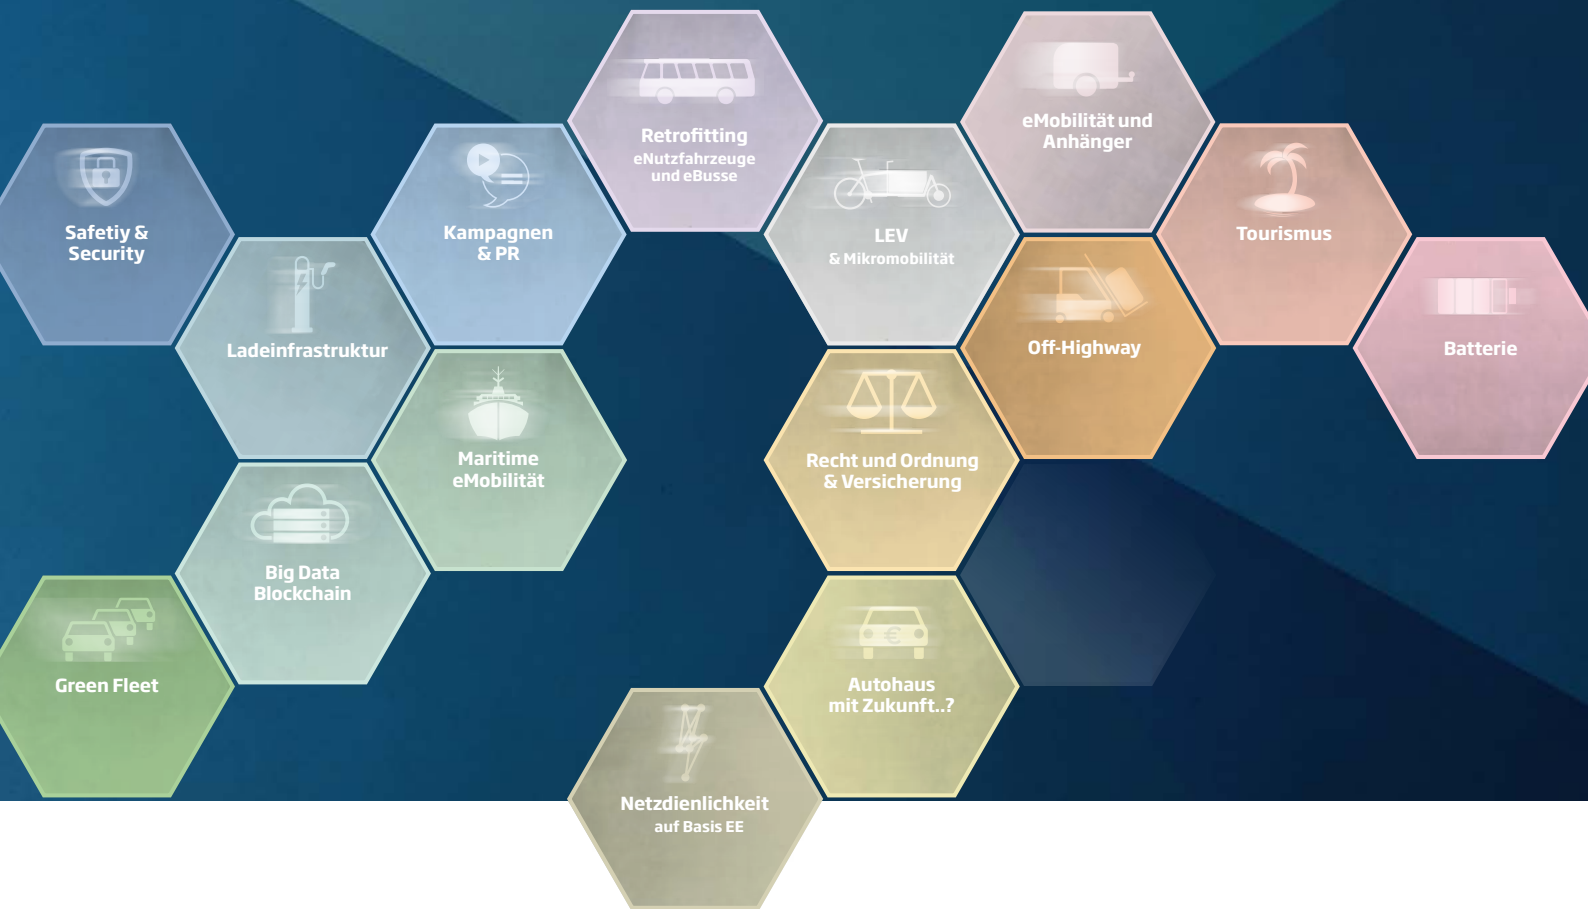 Retrofitting
eNutzfahrzeuge
und eBusse
eMobilität und
Anhänger
Safetiy &
Security
Kampagnen
& PR
LEV
& Mikromobilität
Tourismus
Ladeinfrastruktur
Off-Highway
Batterie
Maritime
eMobilität
Recht und Ordnung
& Versicherung
Big Data
Blockchain
Green Fleet
Autohaus
mit Zukunft..?
€
Netzdienlichkeit
auf Basis EE